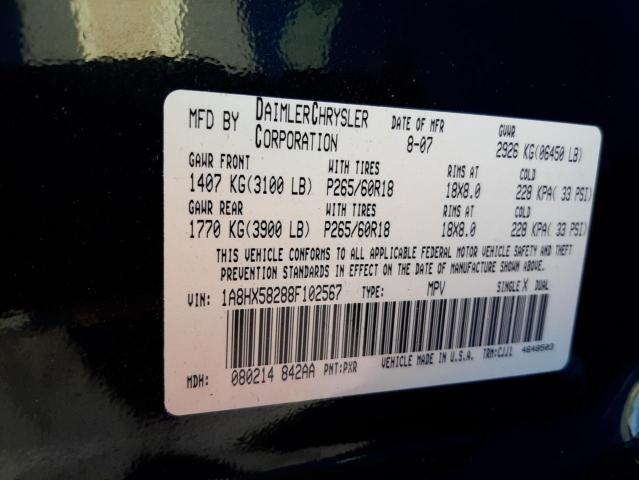 MFD BY DAIMLERCHRYSLER CORPORATION DATE OF MFR 8-07 GVWR 2926 KG(06450 LB)
GAWR FRONT WITH TIRES RIMS AT COLD
1407 KG(3100 LB) P265/60R18 18X8.0 228 KPA( 33 PSI)
GAWR REAR WITH TIRES RIMS AT COLD
1770 KG(3900 LB) P265/60R18 18X8.0 228 KPA( 33 PSI)
THIS VEHICLE CONFORMS TO ALL APPLICABLE FEDERAL MOTOR VEHICLE SAFETY AND THEFT
PREVENTION STANDARDS IN EFFECT ON THE DATE OF MANUFACTURE SHOWN ABOVE.
VIN: 1A8HX58288F102567 TYPE: MPV SINGLE X DUAL
MDH: 080214 842AA PNT:PXR VEHICLE MADE IN U.S.A. TRM:CJJ1 4648503